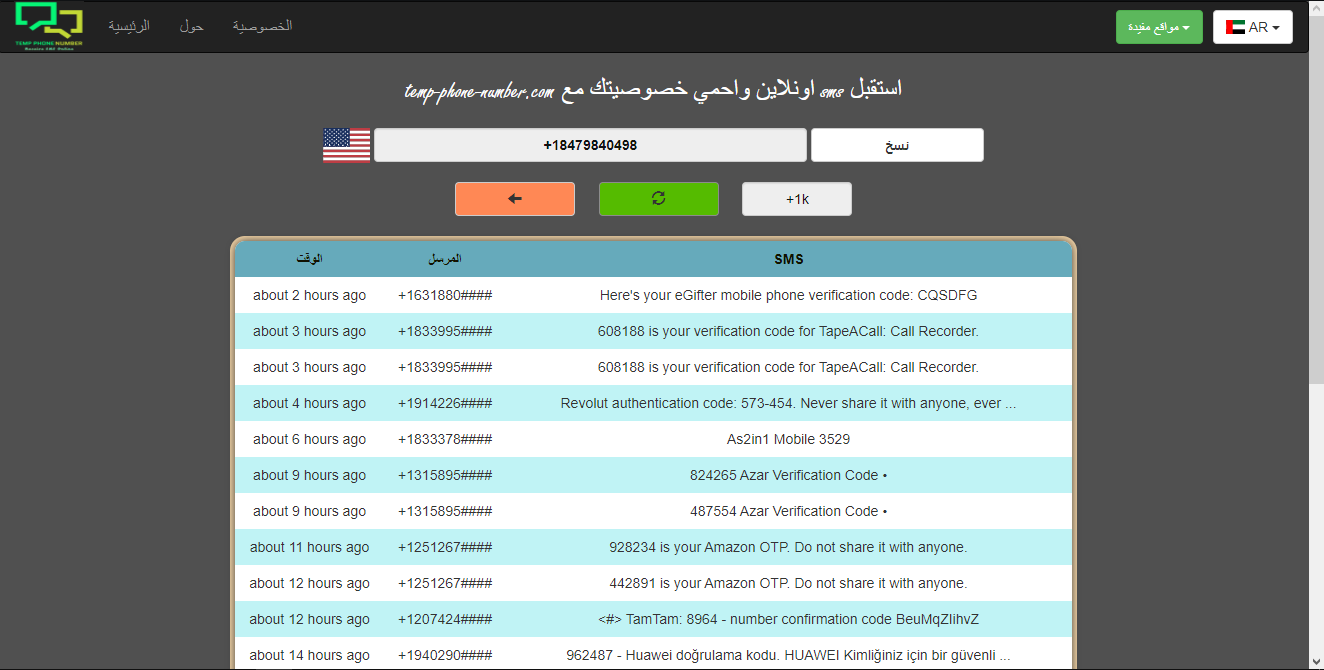 TEMP PHONE NUMBER
Receive SMS Online
الرئيسية حول الخصوصية
مواقع مفيدة AR
استقبل sms اونلاين واحمي خصوصيتك مع temp-phone-number.com
+18479840498 نسخ
+1k
الوقت المرسل SMS
about 2 hours ago +1631880#### Here's your eGifter mobile phone verification code: CQSDFG
about 3 hours ago +1833995#### 608188 is your verification code for TapeACall: Call Recorder.
about 3 hours ago +1833995#### 608188 is your verification code for TapeACall: Call Recorder.
about 4 hours ago +1914226#### Revolut authentication code: 573-454. Never share it with anyone, ever ...
about 6 hours ago +1833378#### As2in1 Mobile 3529
about 9 hours ago +1315895#### 824265 Azar Verification Code •
about 9 hours ago +1315895#### 487554 Azar Verification Code •
about 11 hours ago +1251267#### 928234 is your Amazon OTP. Do not share it with anyone.
about 12 hours ago +1251267#### 442891 is your Amazon OTP. Do not share it with anyone.
about 12 hours ago +1207424#### <#> TamTam: 8964 - number confirmation code BeuMqZIihvZ
about 14 hours ago +1940290#### 962487 - Huawei doğrulama kodu. HUAWEI Kimliğiniz için bir güvenli ...